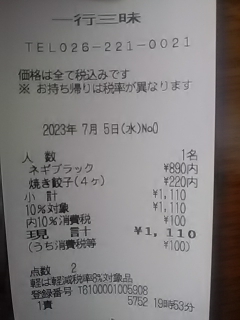 一行三昧
TEL026-221-0021
価格は全て税込みです
※ お持ち帰りは税率が異なります
2023年 7月 5日(水)No0
人 数 1名
ネギブラック ¥890内
焼き餃子(4ヶ) ¥220内
小 計 ¥1,110
10%対象 ¥1,110
内10%消費税 ¥100
現 計 ¥1,110
(うち消費税等 ¥100)
点数 2
軽は軽減税率8%対象品
登録番号 T8100001005908
1責 5752 19時53分